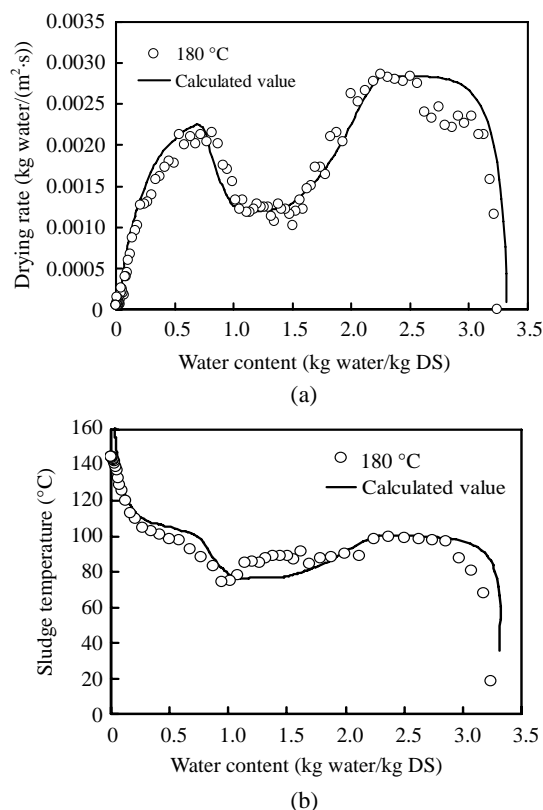 0.0035
0.0030
0.0025
0.0020
0.0015
0.0010
0.0005
0
Drying rate (kg water/(m²·s)
180 °C
Calculated value
0 0.5 1.0 1.5 2.0 2.5 3.0 3.5
Water content (kg water/kg DS)
(a)
160
140
120
100
80
60
40
20
0
Sludge temperature (°C)
180 °C
Calculated value
0 0.5 1.0 1.5 2.0 2.5 3.0 3.5
Water content (kg water/kg DS)
(b)